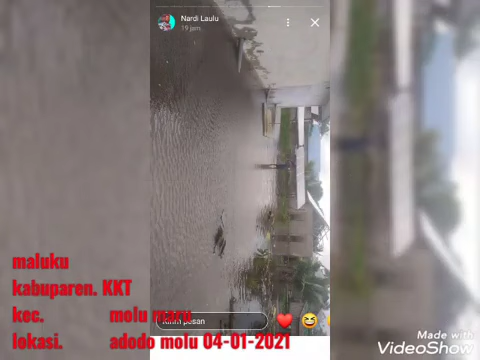 Nardi Laulu
19 jam
maluku
kabuparen. KKT
kec. molu maru
Kirim pesan
lokasi. adodo molu 04-01-2021
Made with
VideoShow